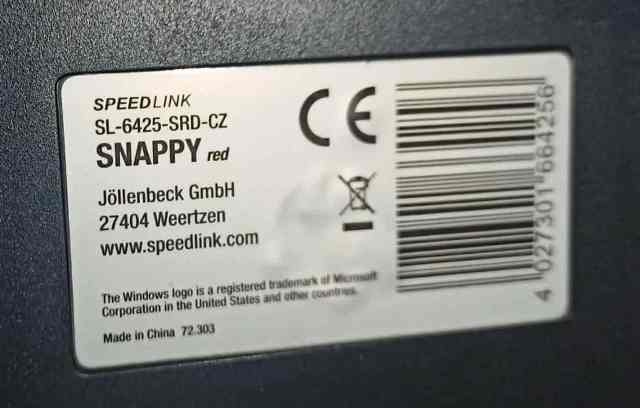 SPEEDLINK
SL-6425-SRD-CZ
SNAPPY red
Jöllenbeck GmbH
27404 Weertzen
www.speedlink.com
The Windows logo is a registered trademark of Microsoft
Corporation in the United States and other countries.
Made in China 72.303
CE
4 027301 664256